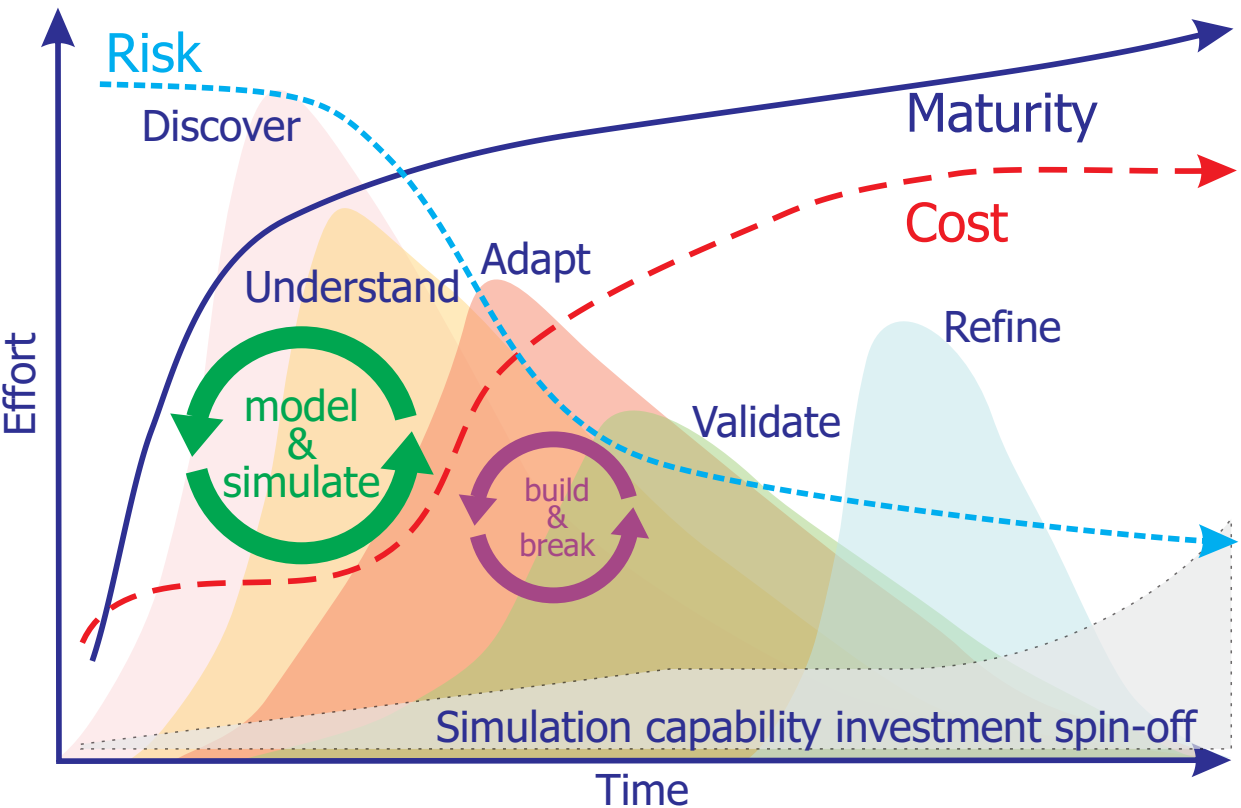 Risk
Discover
Maturity
Cost
Adapt
Understand
Refine
Effort
model
&
simulate
Validate
build
&
break
Simulation capability investment spin-off
Time